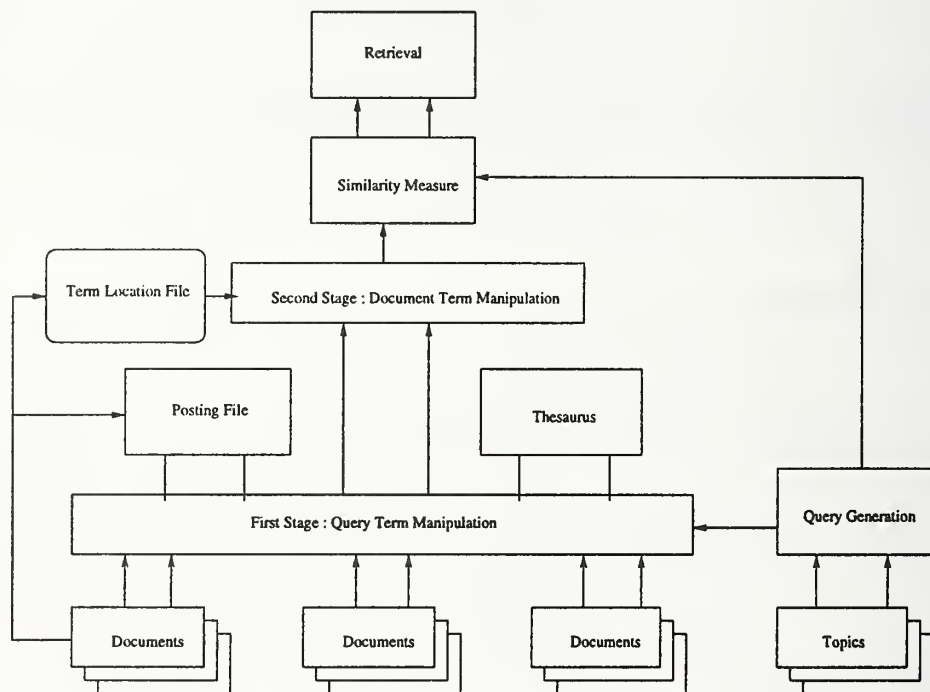 Retrieval
Similarity Measure
Term Location File
Second Stage : Document Term Manipulation
Posting File
Thesaurus
First Stage : Query Term Manipulation
Query Generation
Documents
Documents
Documents
Topics